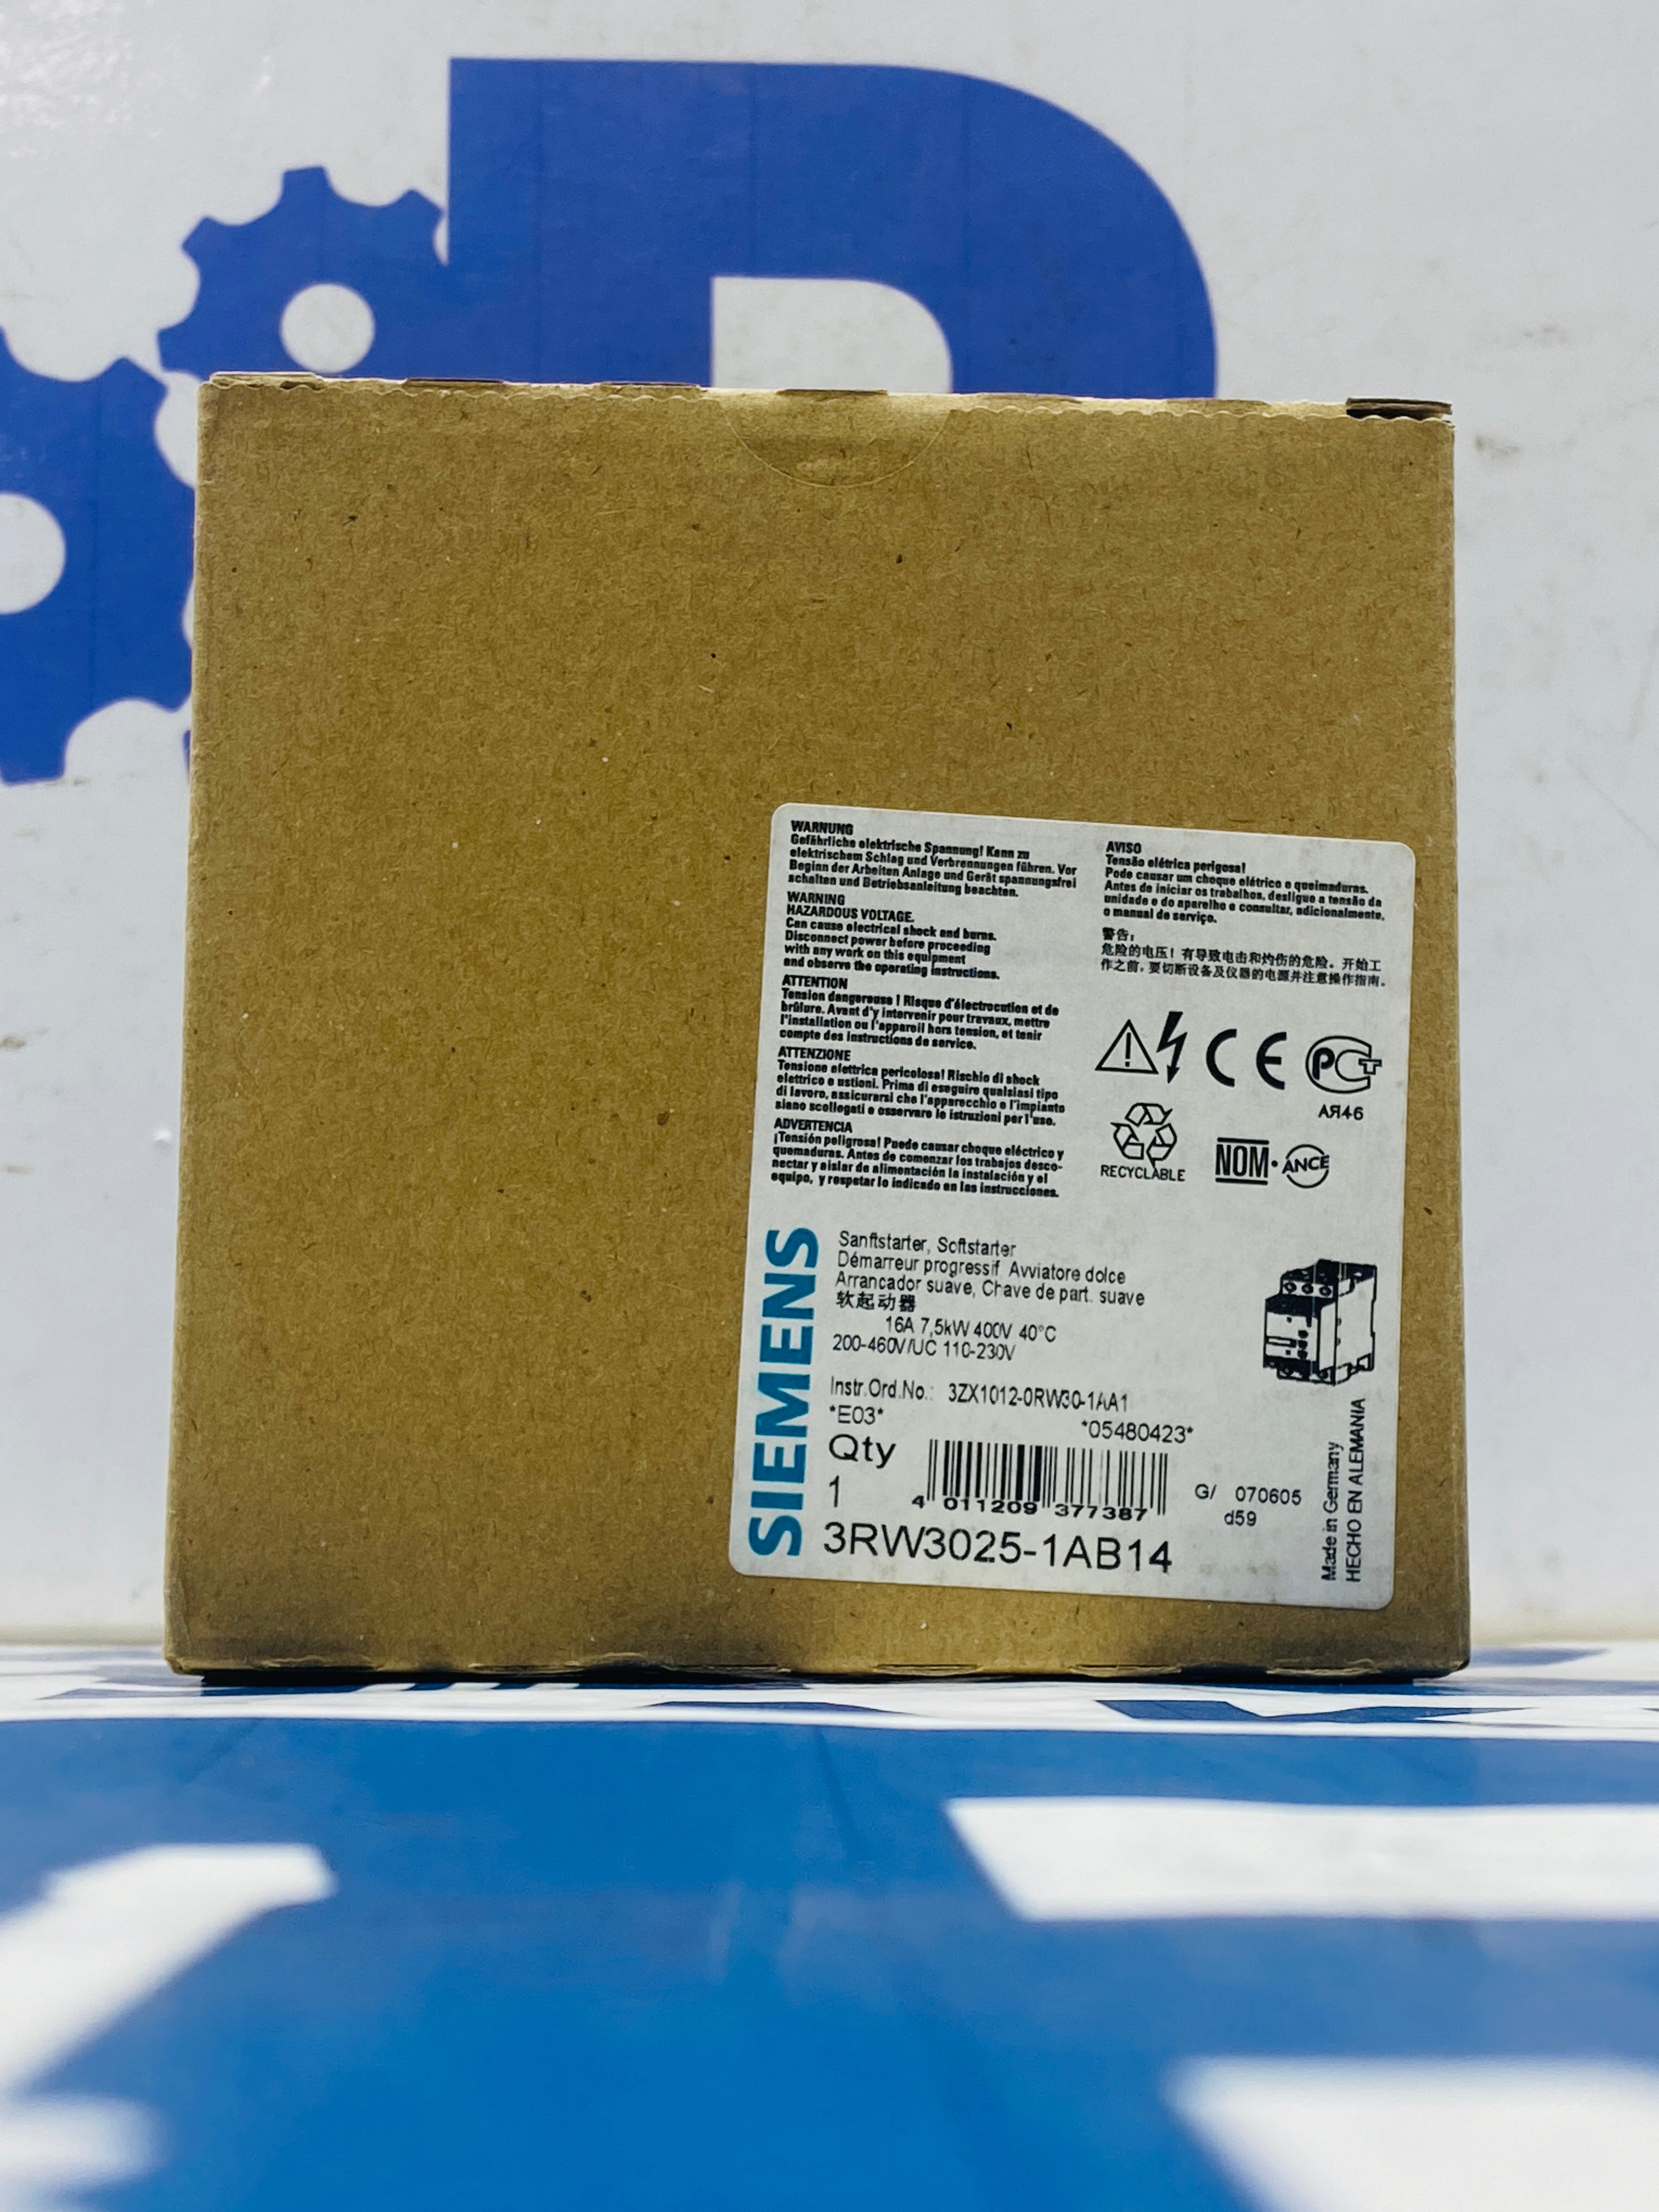 WARNUNG
Gefährliche elektrische Spannung! Kann zu
elektrischem Schlag und Verbrennungen führen. Vor
Beginn der Arbeiten Anlage und Gerät spannungsfrei
schalten und Betriebsanleitung beachten.
WARNING
HAZARDOUS VOLTAGE.
Can cause electrical shock and burns.
Disconnect power before proceeding
with any work on this equipment
and observe the operating instructions.
ATTENTION
Tension dangereuse ! Risque d'électrocution et de
brûlure. Avant d'y intervenir pour travaux, mettre
l'installation ou l'appareil hors tension, et tenir
compte des instructions de service.
ATTENZIONE
Tensione elettrica pericolosa! Rischio di shock
elettrico e ustioni. Prima di eseguire qualsiasi tipo
di lavoro, assicurarsi che l'apparecchio e l'impianto
siano scollegati e osservare le istruzioni per l'uso.
ADVERTENCIA
¡Tensión peligrosa! Puede causar choque eléctrico y
quemaduras. Antes de comenzar los trabajos desco-
nectar y aislar de alimentación la instalación y el
equipo, y respetar lo indicado en las instrucciones.
AVISO
Tensão elétrica perigosa!
Pode causar um choque elétrico e queimaduras.
Antes de iniciar os trabalhos, desligue a tensão da
unidade e do aparelho e consultar, adicionalmente,
o manual de serviço.
警告：
危险的电压！有导致电击和灼伤的危险。开始工
作之前，要切断设备及仪器的电源并注意操作指南。
CE PCT
АЯ46
RECYCLABLE
NOM·ANCE
SIEMENS
Sanftstarter, Softstarter
Démarreur progressif Avviatore dolce
Arrancador suave, Chave de part. suave
软起动器
16A 7,5kW 400V 40°C
200-460V/UC 110-230V
Instr.Ord.No.: 3ZX1012-0RW30-1AA1
*E03* *05480423*
Qty
1
4 011209 377387
G/ 070605
d59
3RW3025-1AB14
Made in Germany
HECHO EN ALEMANIA